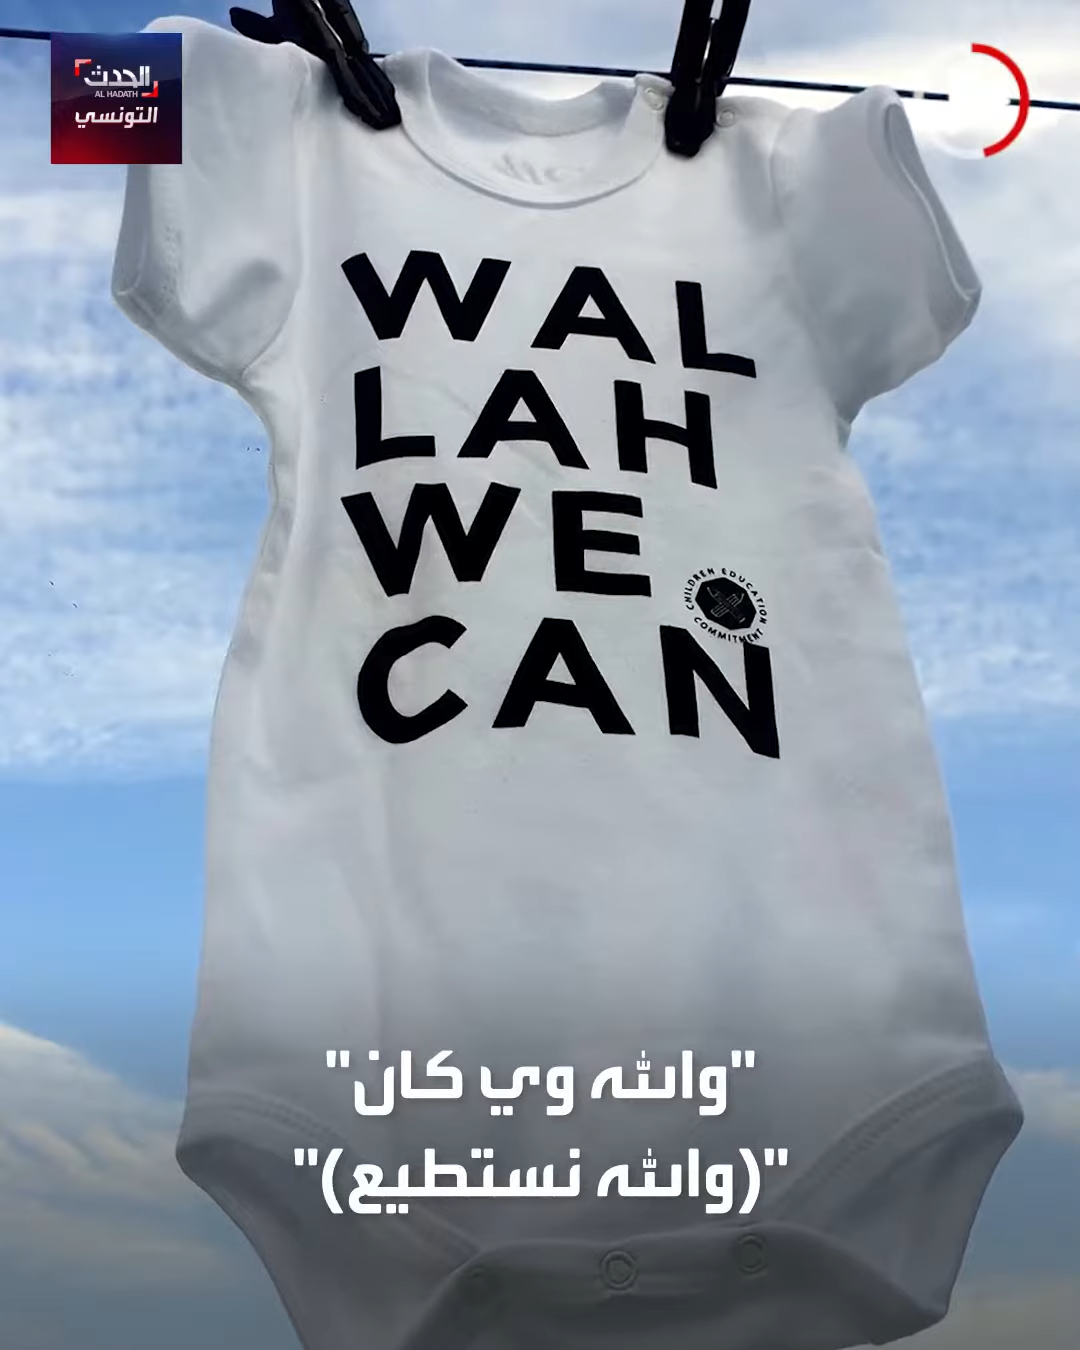 الحدث
AL HADATH
التونسي
WAL
LAH
WE
CAN
CHILDREN EDUCATION
COMMITMENT
"والله وي كان"
"(والله نستطيع)"